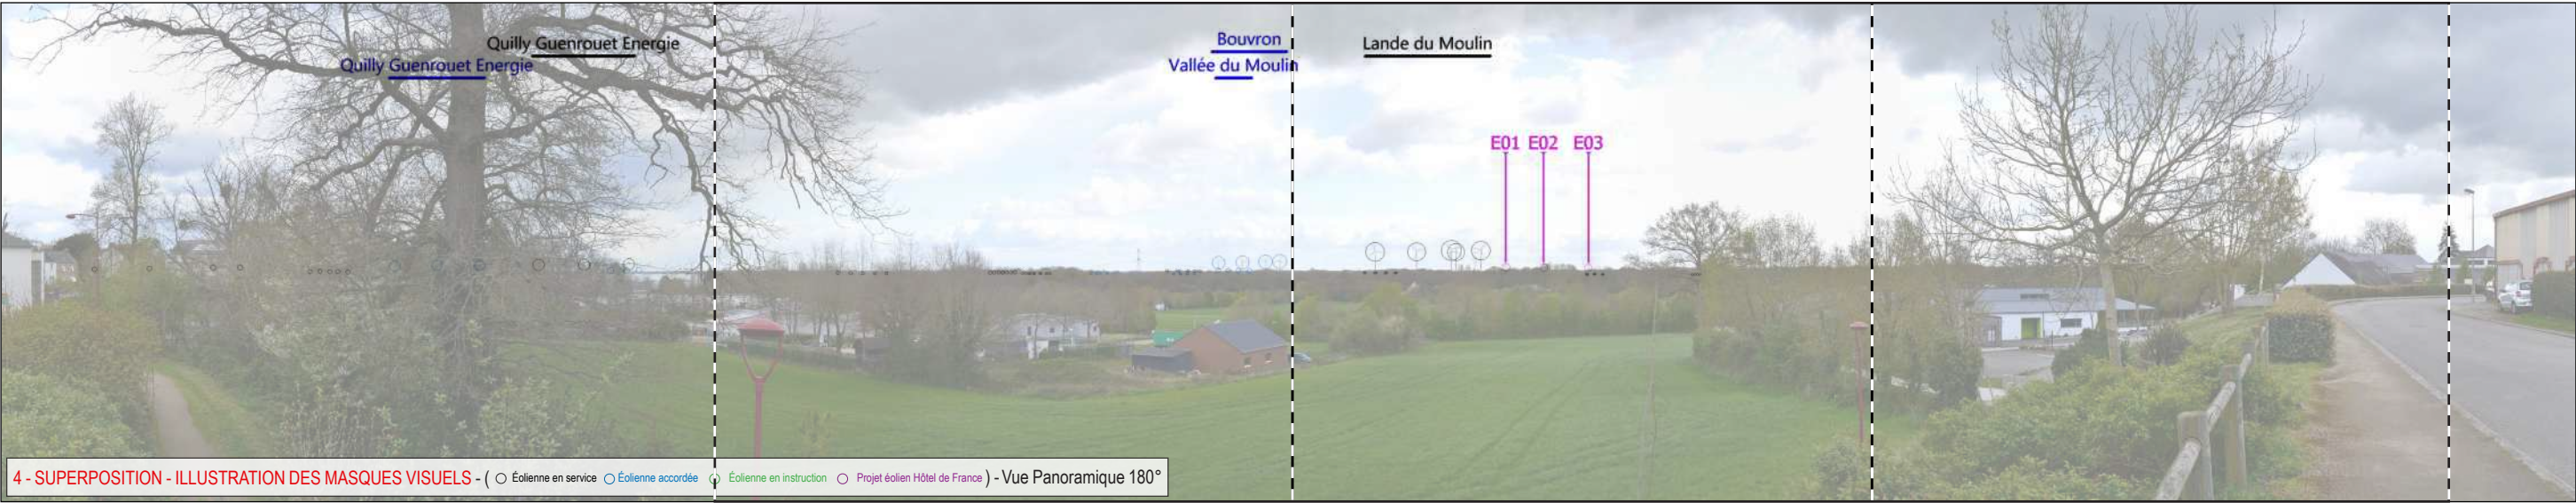 Quilly Guenrouet Energie
Quilly Guenrouet Energie
Bouvron
Vallée du Moulin
Lande du Moulin
E01 E02 E03
4 - SUPERPOSITION - ILLUSTRATION DES MASQUES VISUELS - ( Éolienne en service Éolienne accordée Éolienne en instruction Projet éolien Hôtel de France ) - Vue Panoramique 180°